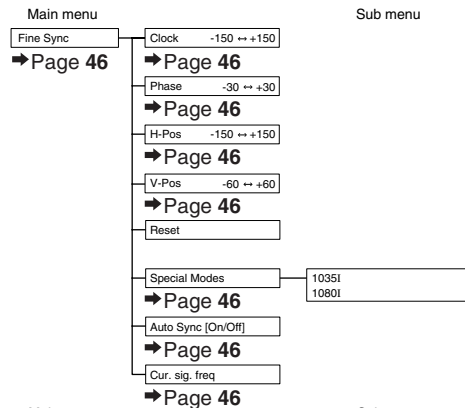 Main menu
Sub menu
Fine Sync
➡Page 46
Clock -150 ↔ +150
➡Page 46
Phase -30 ↔ +30
➡Page 46
H-Pos -150 ↔ +150
➡Page 46
V-Pos -60 ↔ +60
➡Page 46
Reset
Special Modes
➡Page 46
1035I
1080I
Auto Sync [On/Off]
➡Page 46
Cur. sig. freq
➡Page 46